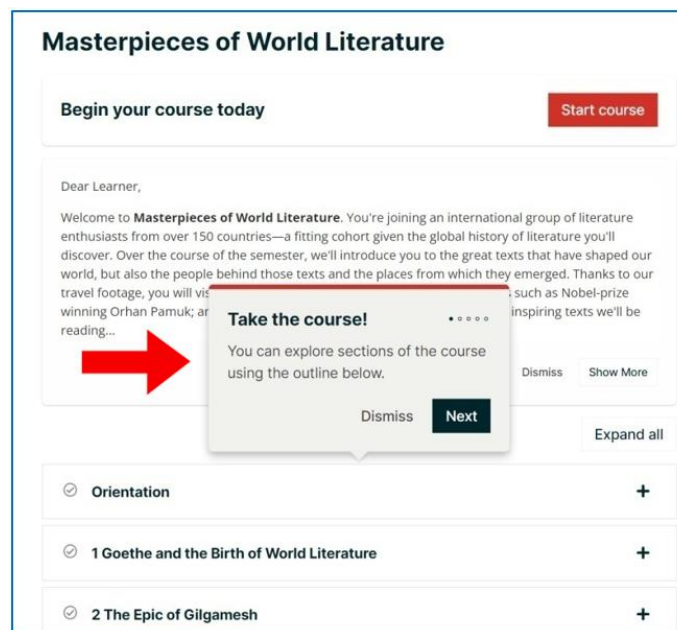 Masterpieces of World Literature
Begin your course today
Start course
Dear Learner,
Welcome to Masterpieces of World Literature. You're joining an international group of literature
enthusiasts from over 150 countries—a fitting cohort given the global history of literature you'll
discover. Over the course of the semester, we'll introduce you to the great texts that have shaped our
world, but also the people behind those texts and the places from which they emerged. Thanks to our
travel footage, you will such as Nobel-prize
winning Orhan Pamuk; inspiring texts we'll be
reading...
Take the course!
You can explore sections of the course
using the outline below.
Dismiss
Next
Dismiss
Show More
Expand all
Orientation
1 Goethe and the Birth of World Literature
2 The Epic of Gilgamesh